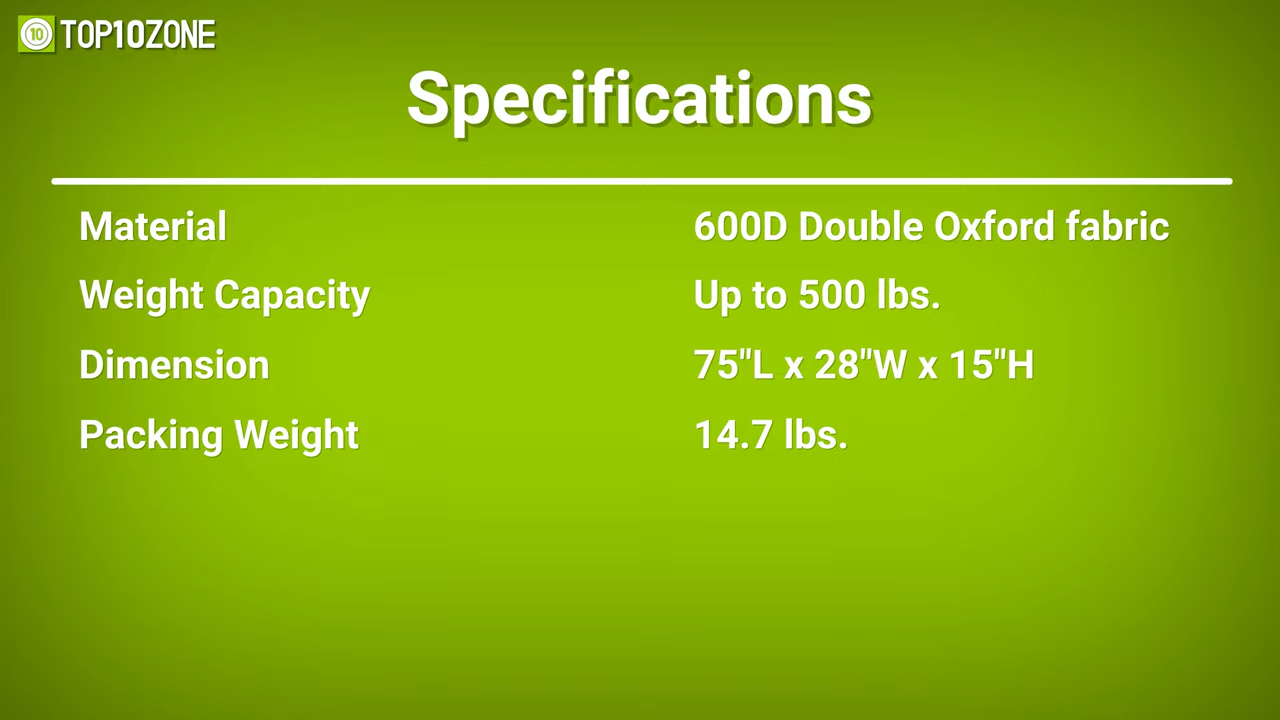 10 TOP10ZONE
Specifications
Material 600D Double Oxford fabric
Weight Capacity Up to 500 lbs.
Dimension 75"L x 28"W x 15"H
Packing Weight 14.7 lbs.